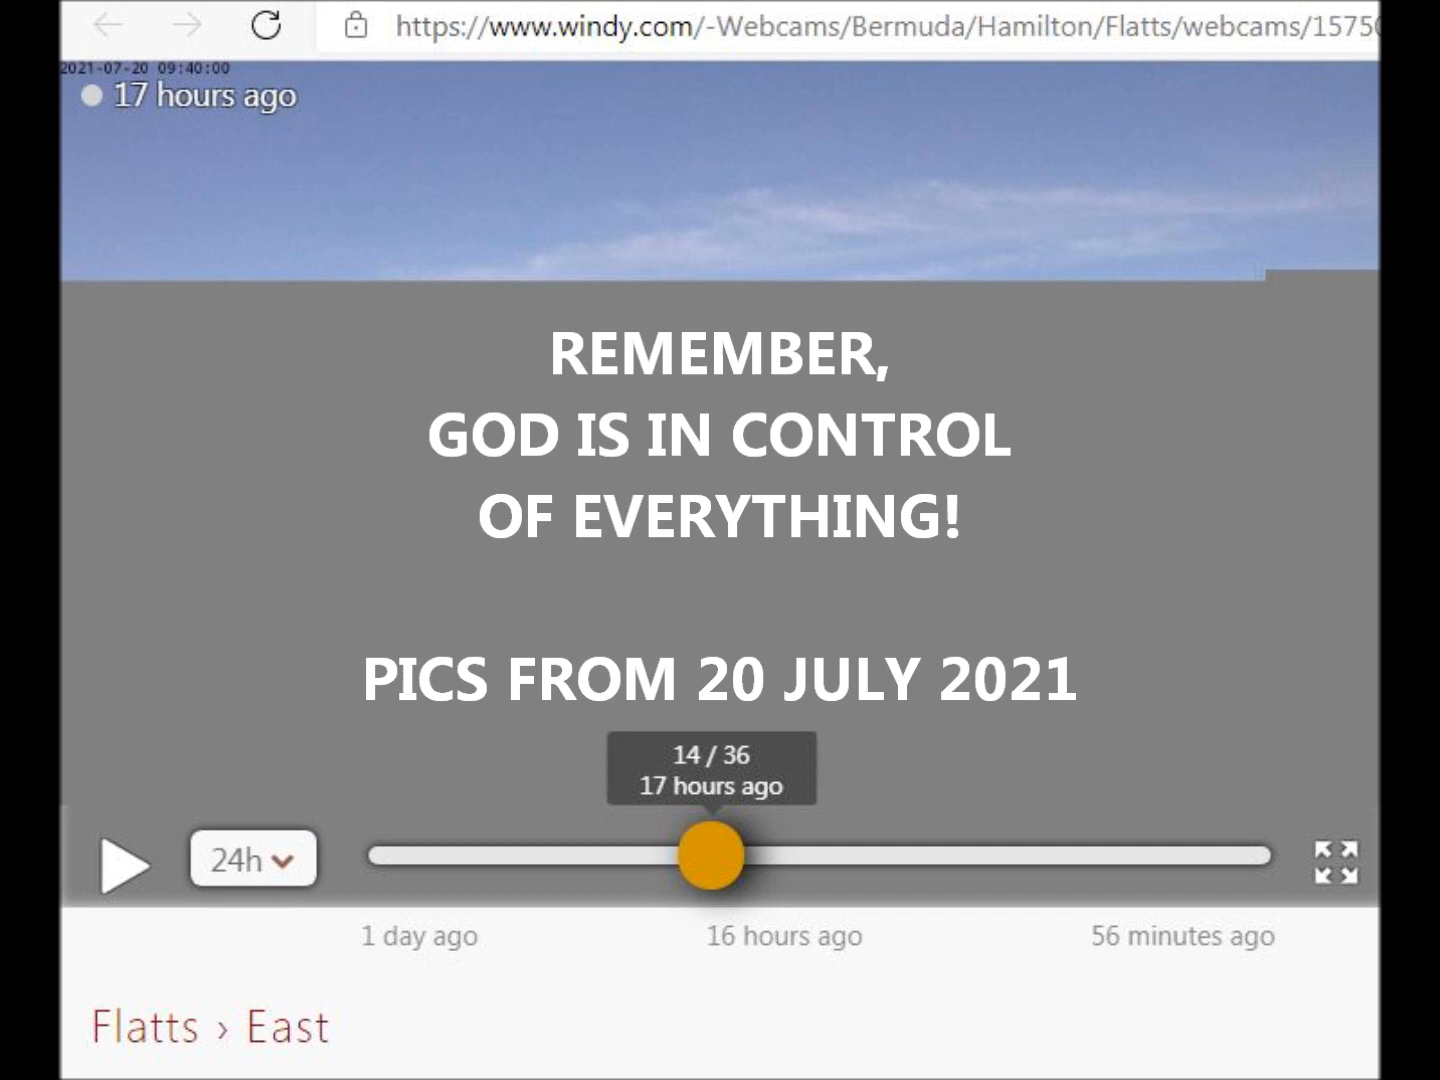 https://www.windy.com/-Webcams/Bermuda/Hamilton/Flatts/webcams/1575
2021-07-20 09:40:00
17 hours ago
REMEMBER,
GOD IS IN CONTROL
OF EVERYTHING!
PICS FROM 20 JULY 2021
14 / 36
17 hours ago
24h
1 day ago 16 hours ago 56 minutes ago
Flatts › East